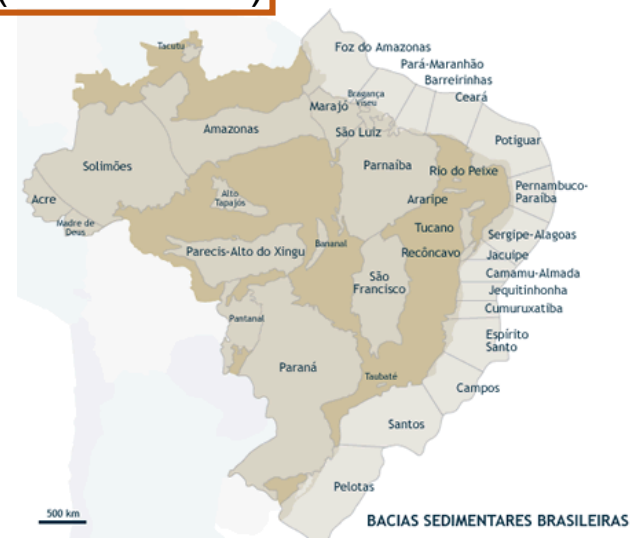 Tacutu
Foz do Amazonas
Pará-Maranhão
Barreirinhas
Ceará
Bragança
Viseu
Marajó
São Luiz
Amazonas
Potiguar
Solimões
Parnaíba
Rio do Peixe
Acre
Alto
Tapajós
Araripe
Pernambuco-
Paraíba
Madre de
Deus
Tucano
Sergipe-Alagoas
Parecis-Alto do Xingu
Bananal
Recôncavo
Jacuipe
São
Francisco
Camamu-Almada
Jequitinhonha
Cumuruxatiba
Pantanal
Espírito
Santo
Paraná
Taubaté
Campos
Santos
Pelotas
500 km
BACIAS SEDIMENTARES BRASILEIRAS